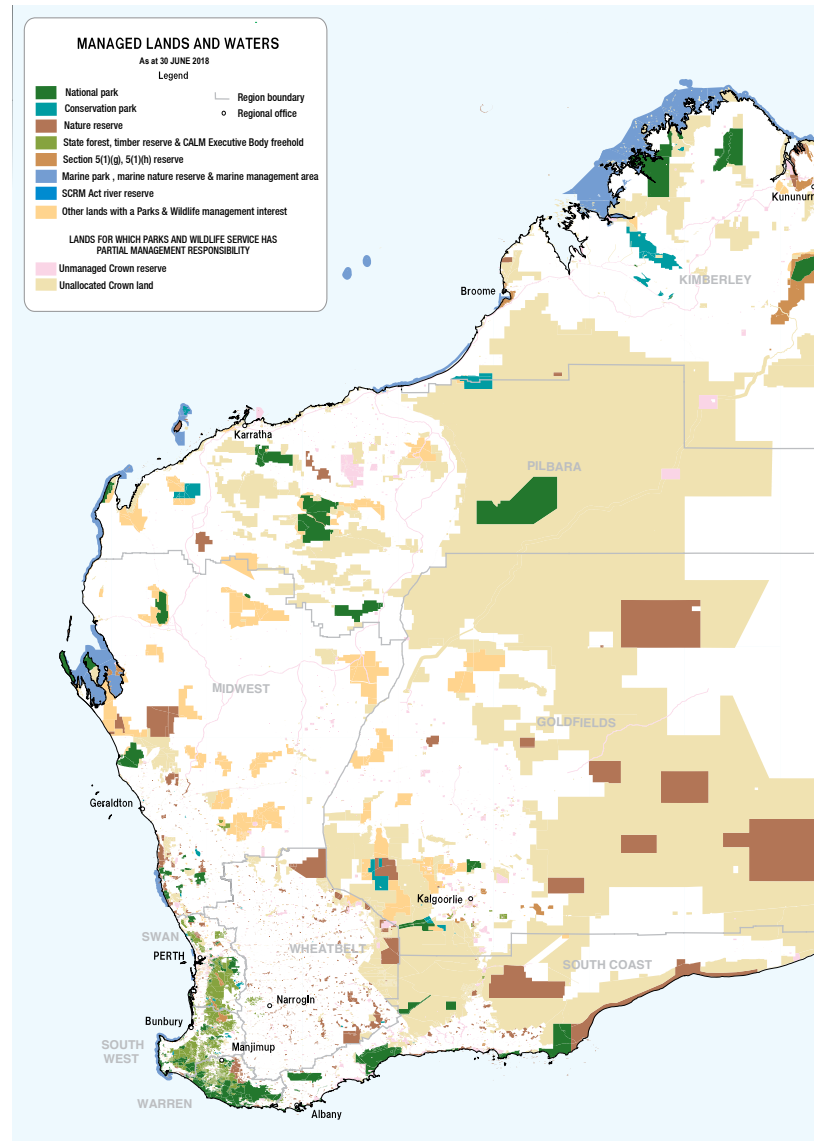 MANAGED LANDS AND WATERS
As at 30 JUNE 2018
Legend
National park
Conservation park
Nature reserve
State forest, timber reserve & CALM Executive Body freehold
Section 5(1)(g), 5(1)(h) reserve
Marine park , marine nature reserve & marine management area
SCRM Act river reserve
Other lands with a Parks & Wildlife management interest
Region boundary
Regional office
LANDS FOR WHICH PARKS AND WILDLIFE SERVICE HAS
PARTIAL MANAGEMENT RESPONSIBILITY
Unmanaged Crown reserve
Unallocated Crown land
Kununurr
KIMBERLEY
Broome
Karratha
PILBARA
MIDWEST
GOLDFIELDS
Geraldton
Kalgoorlie
SWAN
WHEATBELT
PERTH
SOUTH COAST
Narrogin
Bunbury
SOUTH
WEST
Manjimup
WARREN
Albany